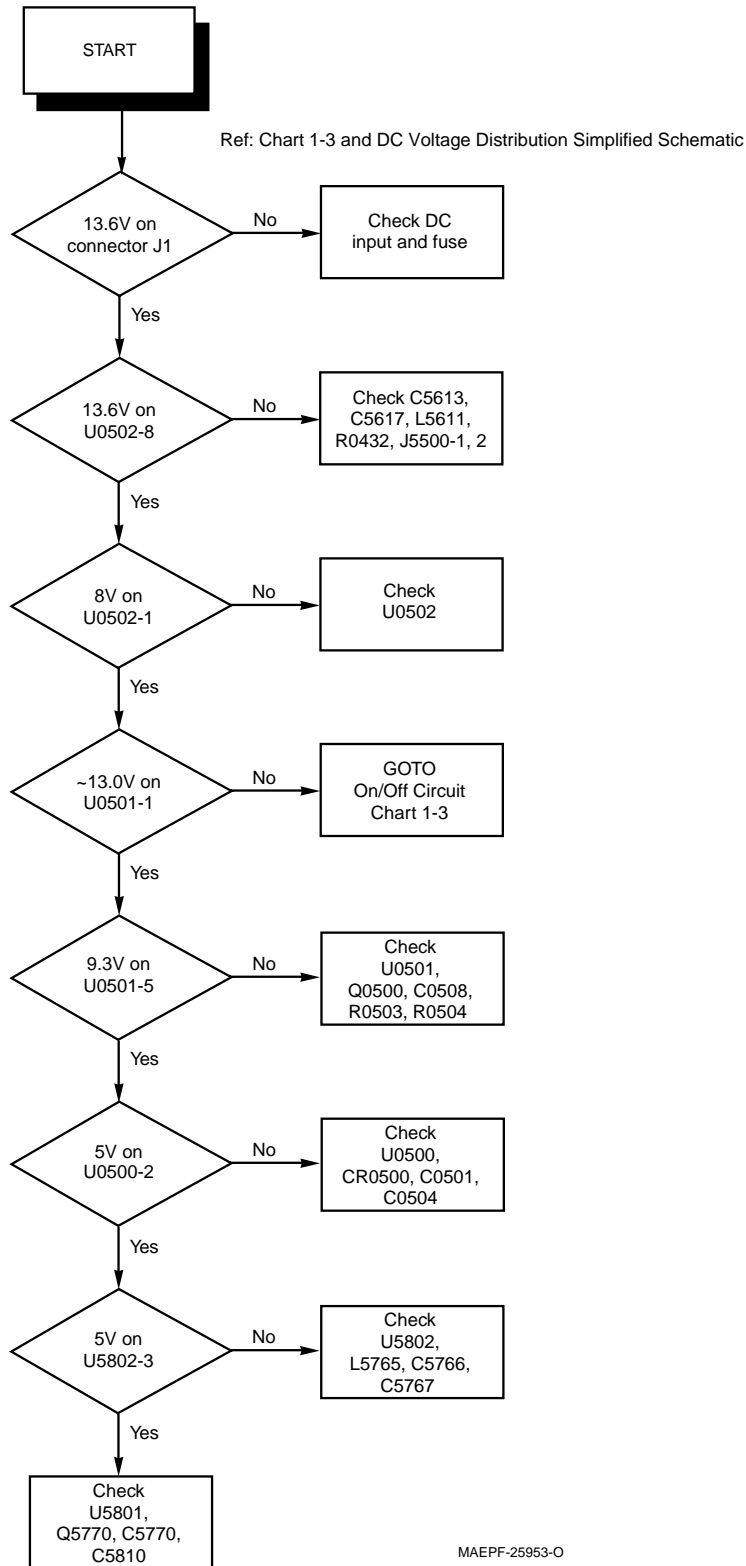 START
Ref: Chart 1-3 and DC Voltage Distribution Simplified Schematic
13.6V on
connector J1
No
Check DC
input and fuse
Yes
13.6V on
U0502-8
No
Check C5613,
C5617, L5611,
R0432, J5500-1, 2
Yes
8V on
U0502-1
No
Check
U0502
Yes
~13.0V on
U0501-1
No
GOTO
On/Off Circuit
Chart 1-3
Yes
9.3V on
U0501-5
No
Check
U0501,
Q0500, C0508,
R0503, R0504
Yes
5V on
U0500-2
No
Check
U0500,
CR0500, C0501,
C0504
Yes
5V on
U5802-3
No
Check
U5802,
L5765, C5766,
C5767
Yes
Check
U5801,
Q5770, C5770,
C5810
MAEPF-25953-O